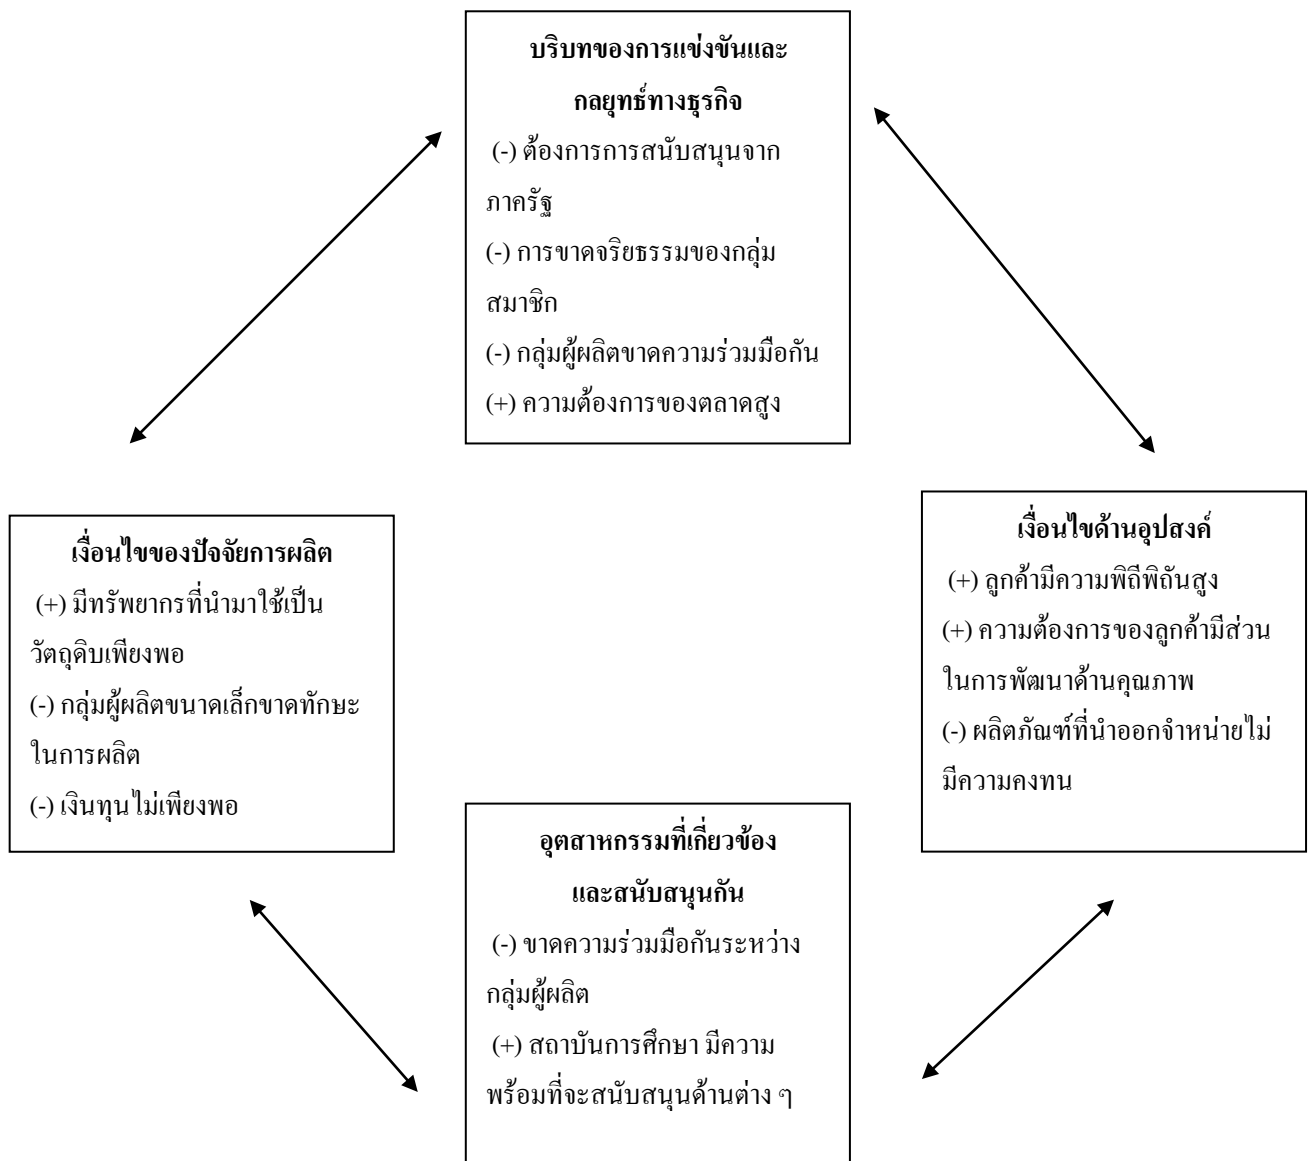 บริบทของการแข่งขันและ
กลยุทธ์ทางธุรกิจ
(-) ต้องการการสนับสนุนจาก
ภาครัฐ
(-) การขาดจริยธรรมของกลุ่ม
สมาชิก
(-) กลุ่มผู้ผลิตขาดความร่วมมือกัน
(+) ความต้องการของตลาดสูง
เงื่อนไขของปัจจัยการผลิต
(+) มีทรัพยากรที่นำมาใช้เป็น
วัตถุดิบเพียงพอ
(-) กลุ่มผู้ผลิตขนาดเล็กขาดทักษะ
ในการผลิต
(-) เงินทุนไม่เพียงพอ
เงื่อนไขด้านอุปสงค์
(+) ลูกค้ามีความพิถีพิถันสูง
(+) ความต้องการของลูกค้ามีส่วน
ในการพัฒนาด้านคุณภาพ
(-) ผลิตภัณฑ์ที่นำออกจำหน่ายไม่
มีความคงทน
อุตสาหกรรมที่เกี่ยวข้อง
และสนับสนุนกัน
(-) ขาดความร่วมมือกันระหว่าง
กลุ่มผู้ผลิต
(+) สถาบันการศึกษา มีความ
พร้อมที่จะสนับสนุนด้านต่าง ๆ